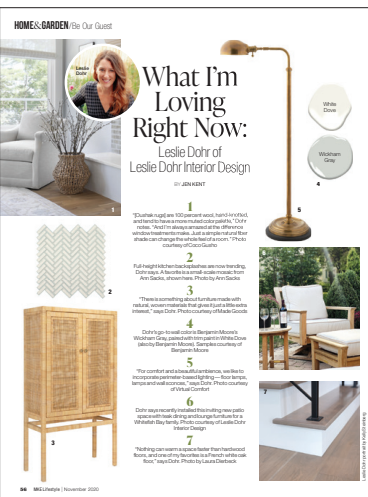 HOME&GARDEN/Be Our Guest
Leslie
Dohr
What I'm
Loving
Right Now:
Leslie Dohr of
Leslie Dohr Interior Design
BY JEN KENT
White
Dove
Wickham
Gray
4
5
1
1
"[Oushak rugs] are 100 percent wool, hand-knotted,
and tend to have a more muted color palette," Dohr
notes. "And I'm always amazed at the difference
window treatments make. Just a simple natural fiber
shade can change the whole feel of a room." Photo
courtesy of Coco Gusho
2
Full-height kitchen backsplashes are now trending,
Dohr says. A favorite is a small-scale mosaic from
Ann Sacks, shown here. Photo by Ann Sacks
3
"There is something about furniture made with
natural, woven materials that gives it just a little extra
interest," says Dohr. Photo courtesy of Made Goods
4
Dohr's go-to wall color is Benjamin Moore's
Wickham Gray, paired with trim paint in White Dove
(also by Benjamin Moore). Samples courtesy of
Benjamin Moore
5
"For comfort and a beautiful ambience, we like to
incorporate perimeter-based lighting — floor lamps,
lamps and wall sconces," says Dohr. Photo courtesy
of Virtual Comfort
6
Dohr says recently installed this inviting new patio
space with teak dining and lounge furniture for a
Whitefish Bay family. Photo courtesy of Leslie Dohr
Interior Design
7
"Nothing can warm a space faster than hardwood
floors, and one of my favorites is a French white oak
floor," says Dohr. Photo by Laura Dierbeck
2
3
7
56 MKE Lifestyle | November 2020